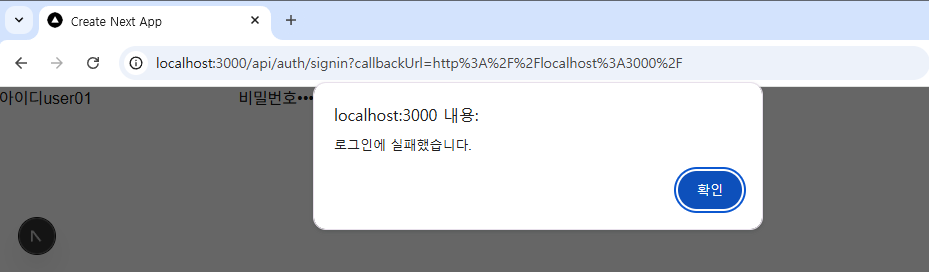 Create Next App
localhost:3000/api/auth/signin?callbackUrl=http%3A%2F%2Flocalhost%3A3000%2F
아이디user01 비밀번호•••
localhost:3000 내용:
로그인에 실패했습니다.
확인
N